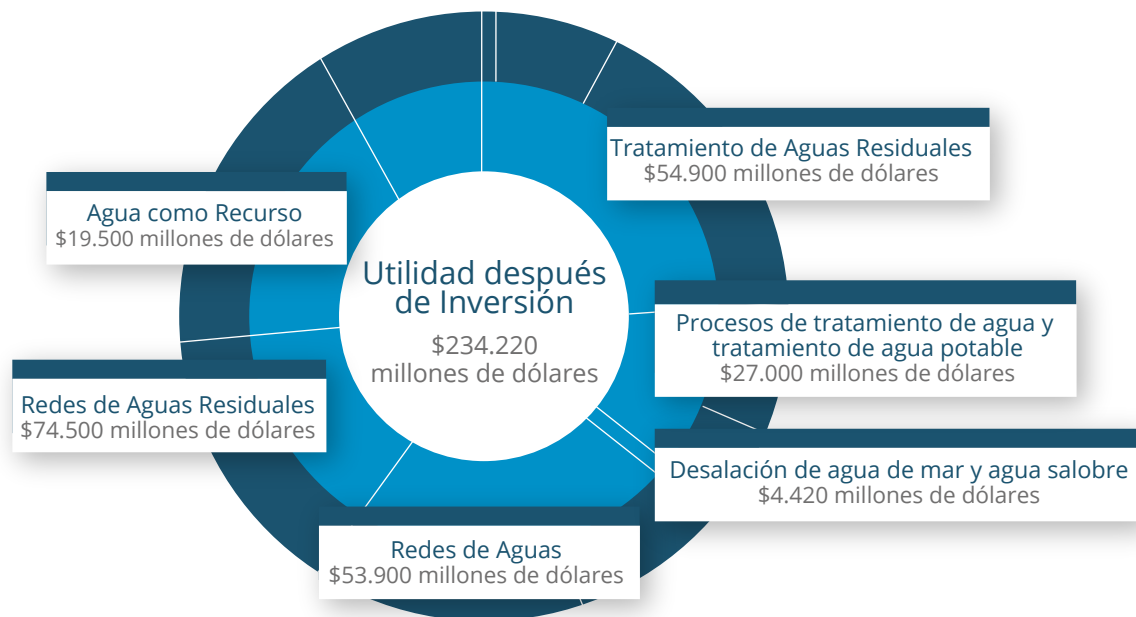 Tratamiento de Aguas Residuales
$54.900 millones de dólares
Agua como Recurso
$19.500 millones de dólares
Utilidad después
de Inversión
$234.220
millones de dólares
Procesos de tratamiento de agua y
tratamiento de agua potable
$27.000 millones de dólares
Redes de Aguas Residuales
$74.500 millones de dólares
Desalación de agua de mar y agua salobre
$4.420 millones de dólares
Redes de Aguas
$53.900 millones de dólares